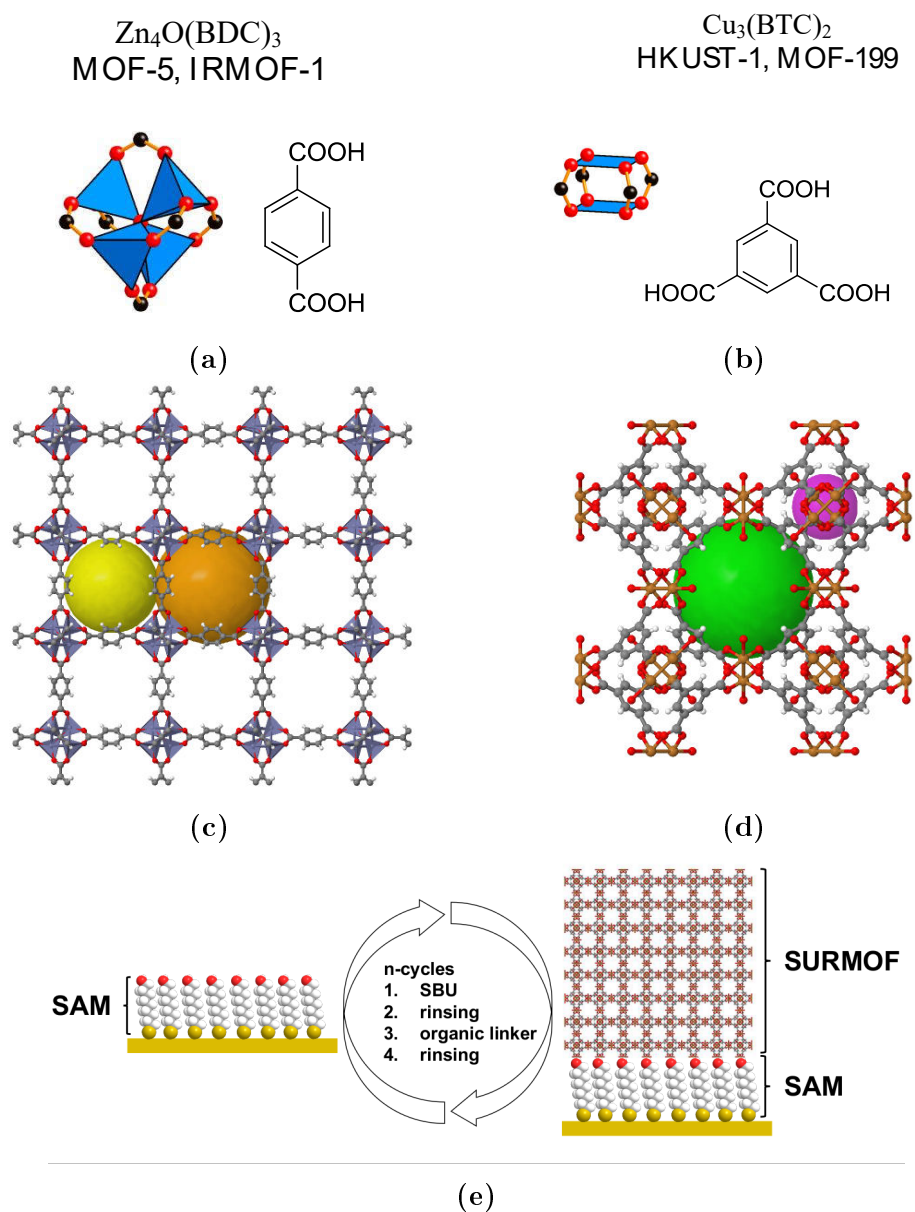 Zn₄O(BDC)₃
MOF-5, IRMOF-1
Cu₃(BTC)₂
HKUST-1, MOF-199
COOH
COOH
(a)
COOH
HOOC
COOH
(b)
(c)
(d)
SAM
n-cycles
1. SBU
2. rinsing
3. organic linker
4. rinsing
SURMOF
SAM
(e)